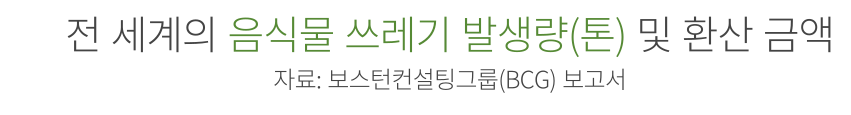 전 세계의 음식물 쓰레기 발생량(톤) 및 환산 금액
자료: 보스턴컨설팅그룹(BCG) 보고서